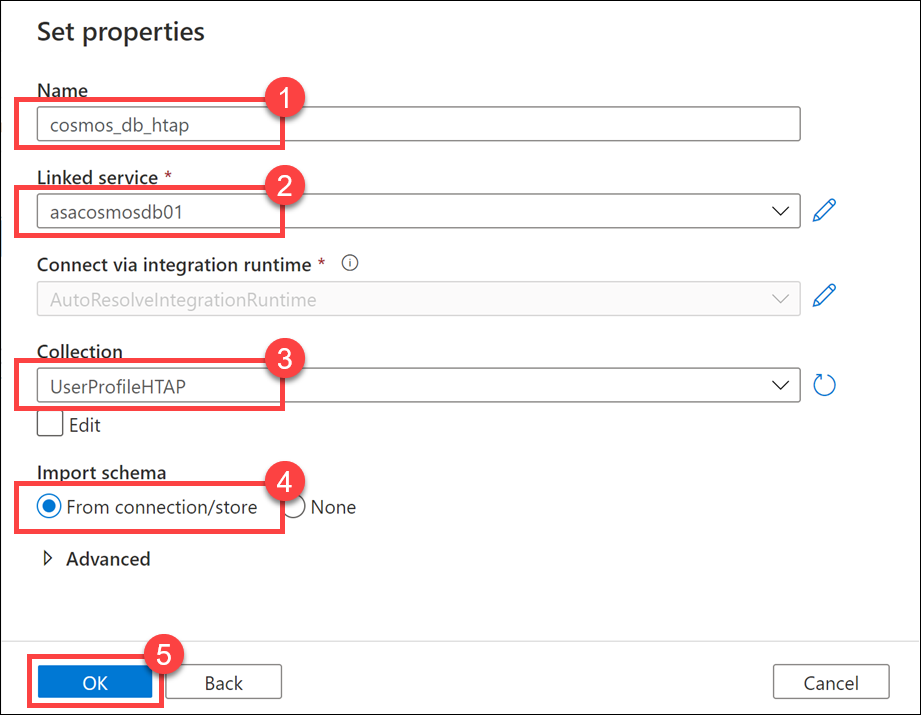 Set properties
Name
1
cosmos_db_htap
Linked service *
2
asacosmosdb01
Connect via integration runtime * i
AutoResolveIntegrationRuntime
Collection
3
UserProfileHTAP
Edit
Import schema
4
From connection/store None
Advanced
5
OK Back Cancel